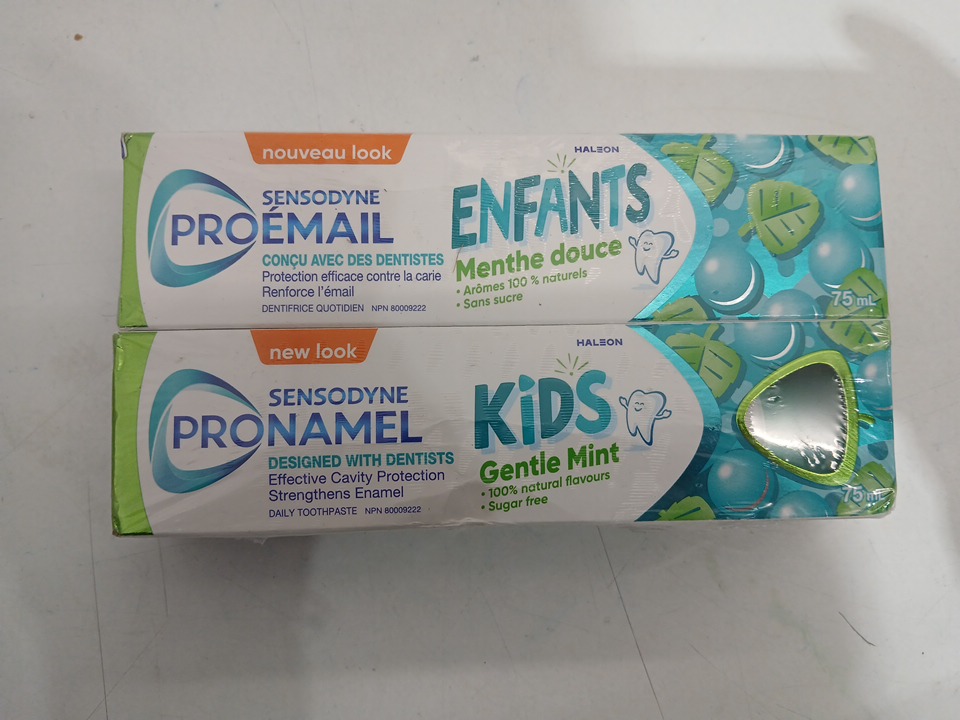 nouveau look
HALEON
SENSODYNE
PROÉMAIL
CONÇU AVEC DES DENTISTES
Protection efficace contre la carie
Renforce l'émail
DENTIFRICE QUOTIDIEN NPN 80009222
ENFANTS
Menthe douce
• Arômes 100 % naturels
• Sans sucre
75 mL
new look
HALEON
SENSODYNE
PRONAMEL
DESIGNED WITH DENTISTS
Effective Cavity Protection
Strengthens Enamel
DAILY TOOTHPASTE NPN 80009222
KiDS
Gentle Mint
• 100% natural flavours
• Sugar free
75 mL